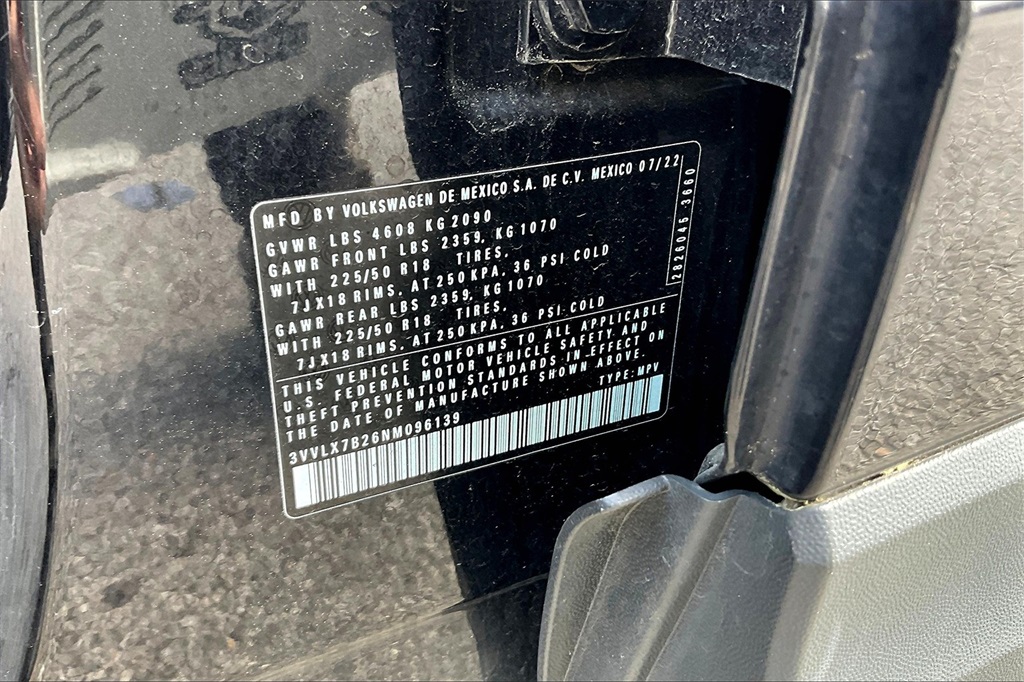 MFD BY VOLKSWAGEN DE MEXICO S.A. DE C.V. MEXICO 07/22
GVWR LBS 4608 KG 2090
GAWR FRONT LBS 2359, KG 1070
WITH 225/50 R18 TIRES,
7JX18 RIMS, AT 250 KPA, 36 PSI COLD
GAWR REAR LBS 2359, KG 1070
WITH 225/50 R18 TIRES,
7JX18 RIMS, AT 250 KPA, 36 PSI COLD
THIS VEHICLE CONFORMS TO ALL APPLICABLE
U.S. FEDERAL MOTOR VEHICLE SAFETY AND
THEFT PREVENTION STANDARDS IN EFFECT ON
THE DATE OF MANUFACTURE SHOWN ABOVE.
3VVLX7B26NM096139 TYPE: MPV
2826046 3660